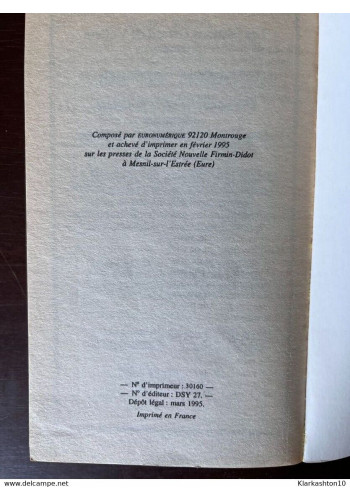 Composé par EURONUMÉRIQUE 92120 Montrouge
et achevé d'imprimer en février 1995
sur les presses de la Société Nouvelle Firmin-Didot
à Mesnil-sur-l'Estrée (Eure)
— N° d'imprimeur : 30160 —
— N° d'éditeur : DSY 27. —
Dépôt légal : mars 1995.
Imprimé en France
delcampe.net
Klarkashton10